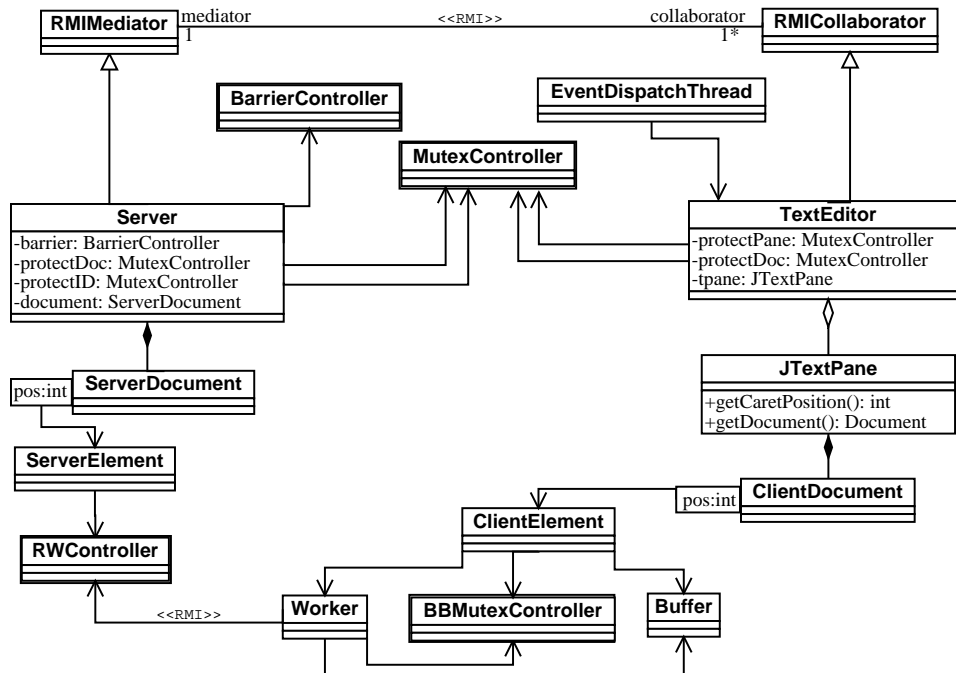 RMIMediator
mediator
1
<<RMI>>
collaborator
1*
RMICollaborator
BarrierController
EventDispatchThread
MutexController
Server
-barrier: BarrierController
-protectDoc: MutexController
-protectID: MutexController
-document: ServerDocument
TextEditor
-protectPane: MutexController
-protectDoc: MutexController
-tpane: JTextPane
JTextPane
+getCaretPosition(): int
+getDocument(): Document
pos:int
ServerDocument
ServerElement
pos:int
ClientDocument
ClientElement
RWController
<<RMI>>
Worker
BBMutexController
Buffer